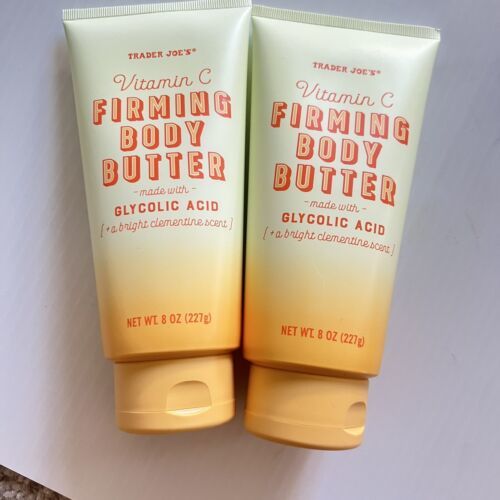 TRADER JOE'S®
Vitamin C
FIRMING
BODY
BUTTER
- made with -
GLYCOLIC ACID
[ + a bright clementine scent ]
NET WT. 8 OZ (227g)
TRADER JOE'S®
Vitamin C
FIRMING
BODY
BUTTER
- made with -
GLYCOLIC ACID
[ + a bright clementine scent ]
NET WT. 8 OZ (227g)